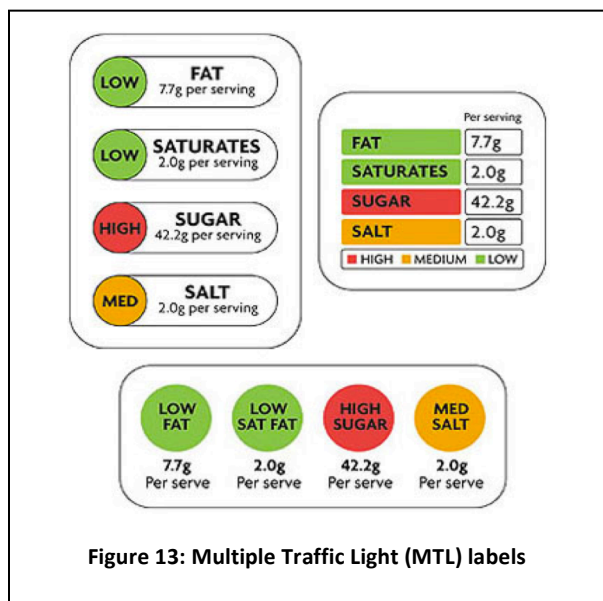 LOW
FAT
7.7g per serving
LOW
SATURATES
2.0g per serving
HIGH
SUGAR
42.2g per serving
MED
SALT
2.0g per serving
Per serving
FAT 7.7g
SATURATES 2.0g
SUGAR 42.2g
SALT 2.0g
HIGH MEDIUM LOW
LOW FAT
7.7g
Per serve
LOW SAT FAT
2.0g
Per serve
HIGH SUGAR
42.2g
Per serve
MED SALT
2.0g
Per serve
Figure 13: Multiple Traffic Light (MTL) labels